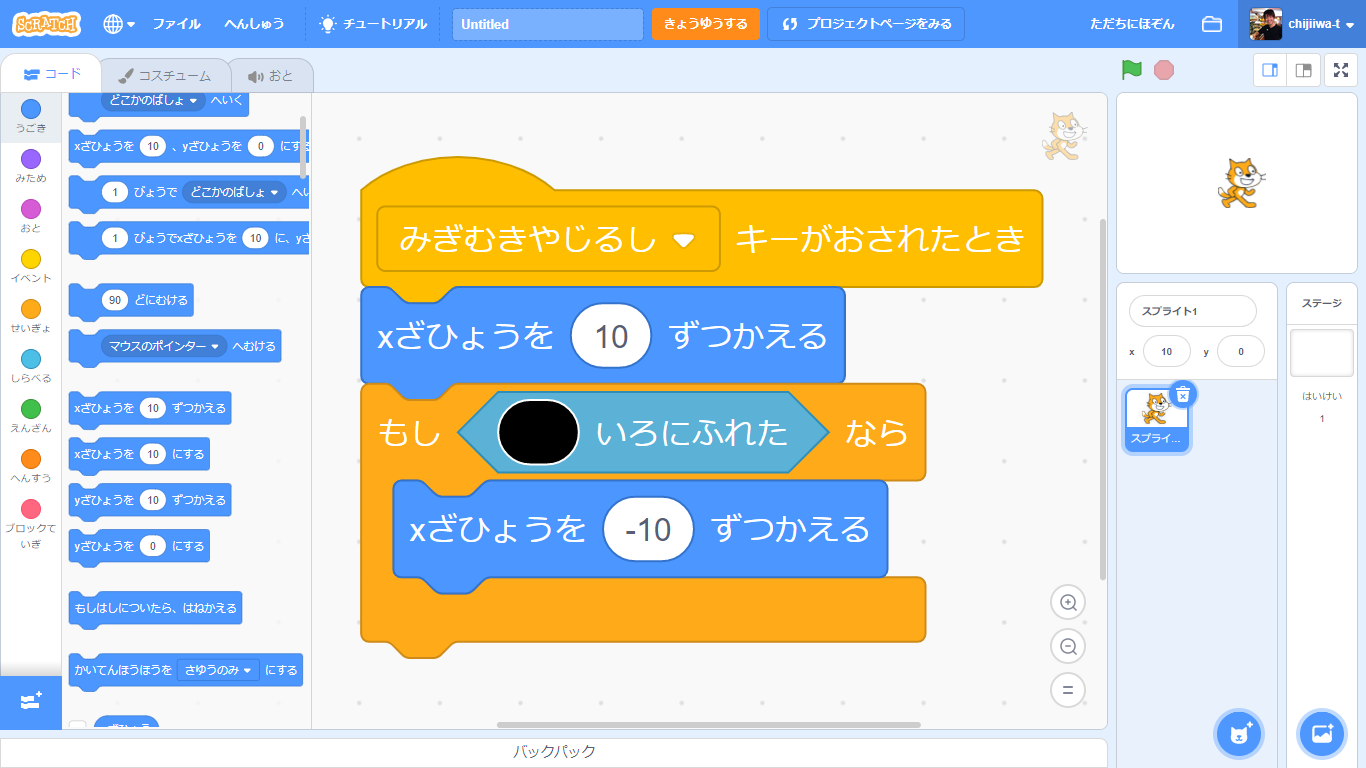 SCRATCH ファイル へんしゅう チュートリアル Untitled きょうゆうする プロジェクトページをみる ただちにほぞん chijiiwa-t
コード コスチューム おと
うごき
みため
おと
イベント
せいぎょ
しらべる
えんざん
へんすう
ブロックて
いぎ
どこかのばしょ へいく
xざひょうを 10 、yざひょうを 0 にする
1 びょうで どこかのばしょ へい
1 びょうでxざひょうを 10 に、yざ
90 どにむける
マウスのポインター へむける
xざひょうを 10 ずつかえる
xざひょうを 10 にする
yざひょうを 10 ずつかえる
yざひょうを 0 にする
もしはしについたら、はねかえる
かいてんほうほうを さゆうのみ にする
みぎむきやじるし キーがおされたとき
xざひょうを 10 ずつかえる
もし いろにふれた なら
xざひょうを -10 ずつかえる
スプライト1
x 10 y 0
スプライ...
ステージ
はいけい
1
バックパック